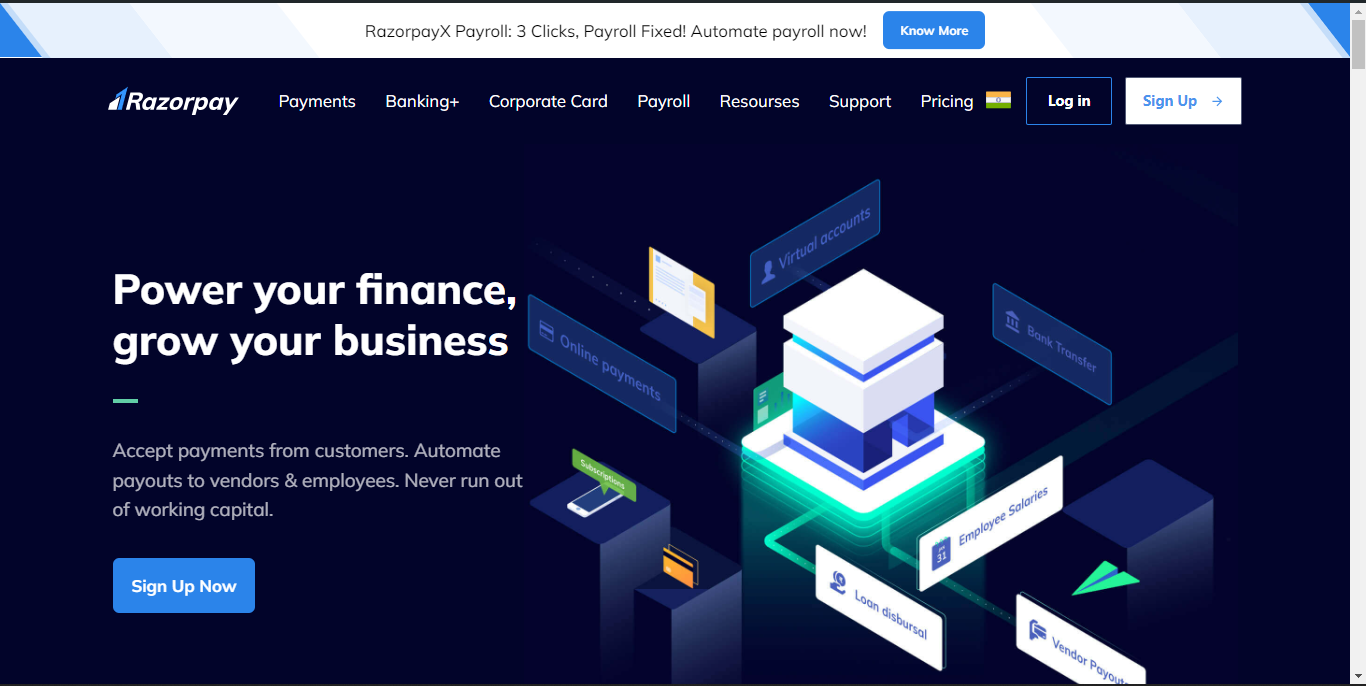 RazorpayX Payroll: 3 Clicks, Payroll Fixed! Automate payroll now!
Know More
Razorpay
Payments
Banking+
Corporate Card
Payroll
Resourses
Support
Pricing
Log in
Sign Up
Power your finance,
grow your business
Accept payments from customers. Automate
payouts to vendors & employees. Never run out
of working capital.
Sign Up Now
Virtual accounts
Online payments
Bank Transfer
Subscriptions
31
Employee Salaries
Loan disbursal
Vendor Payouts